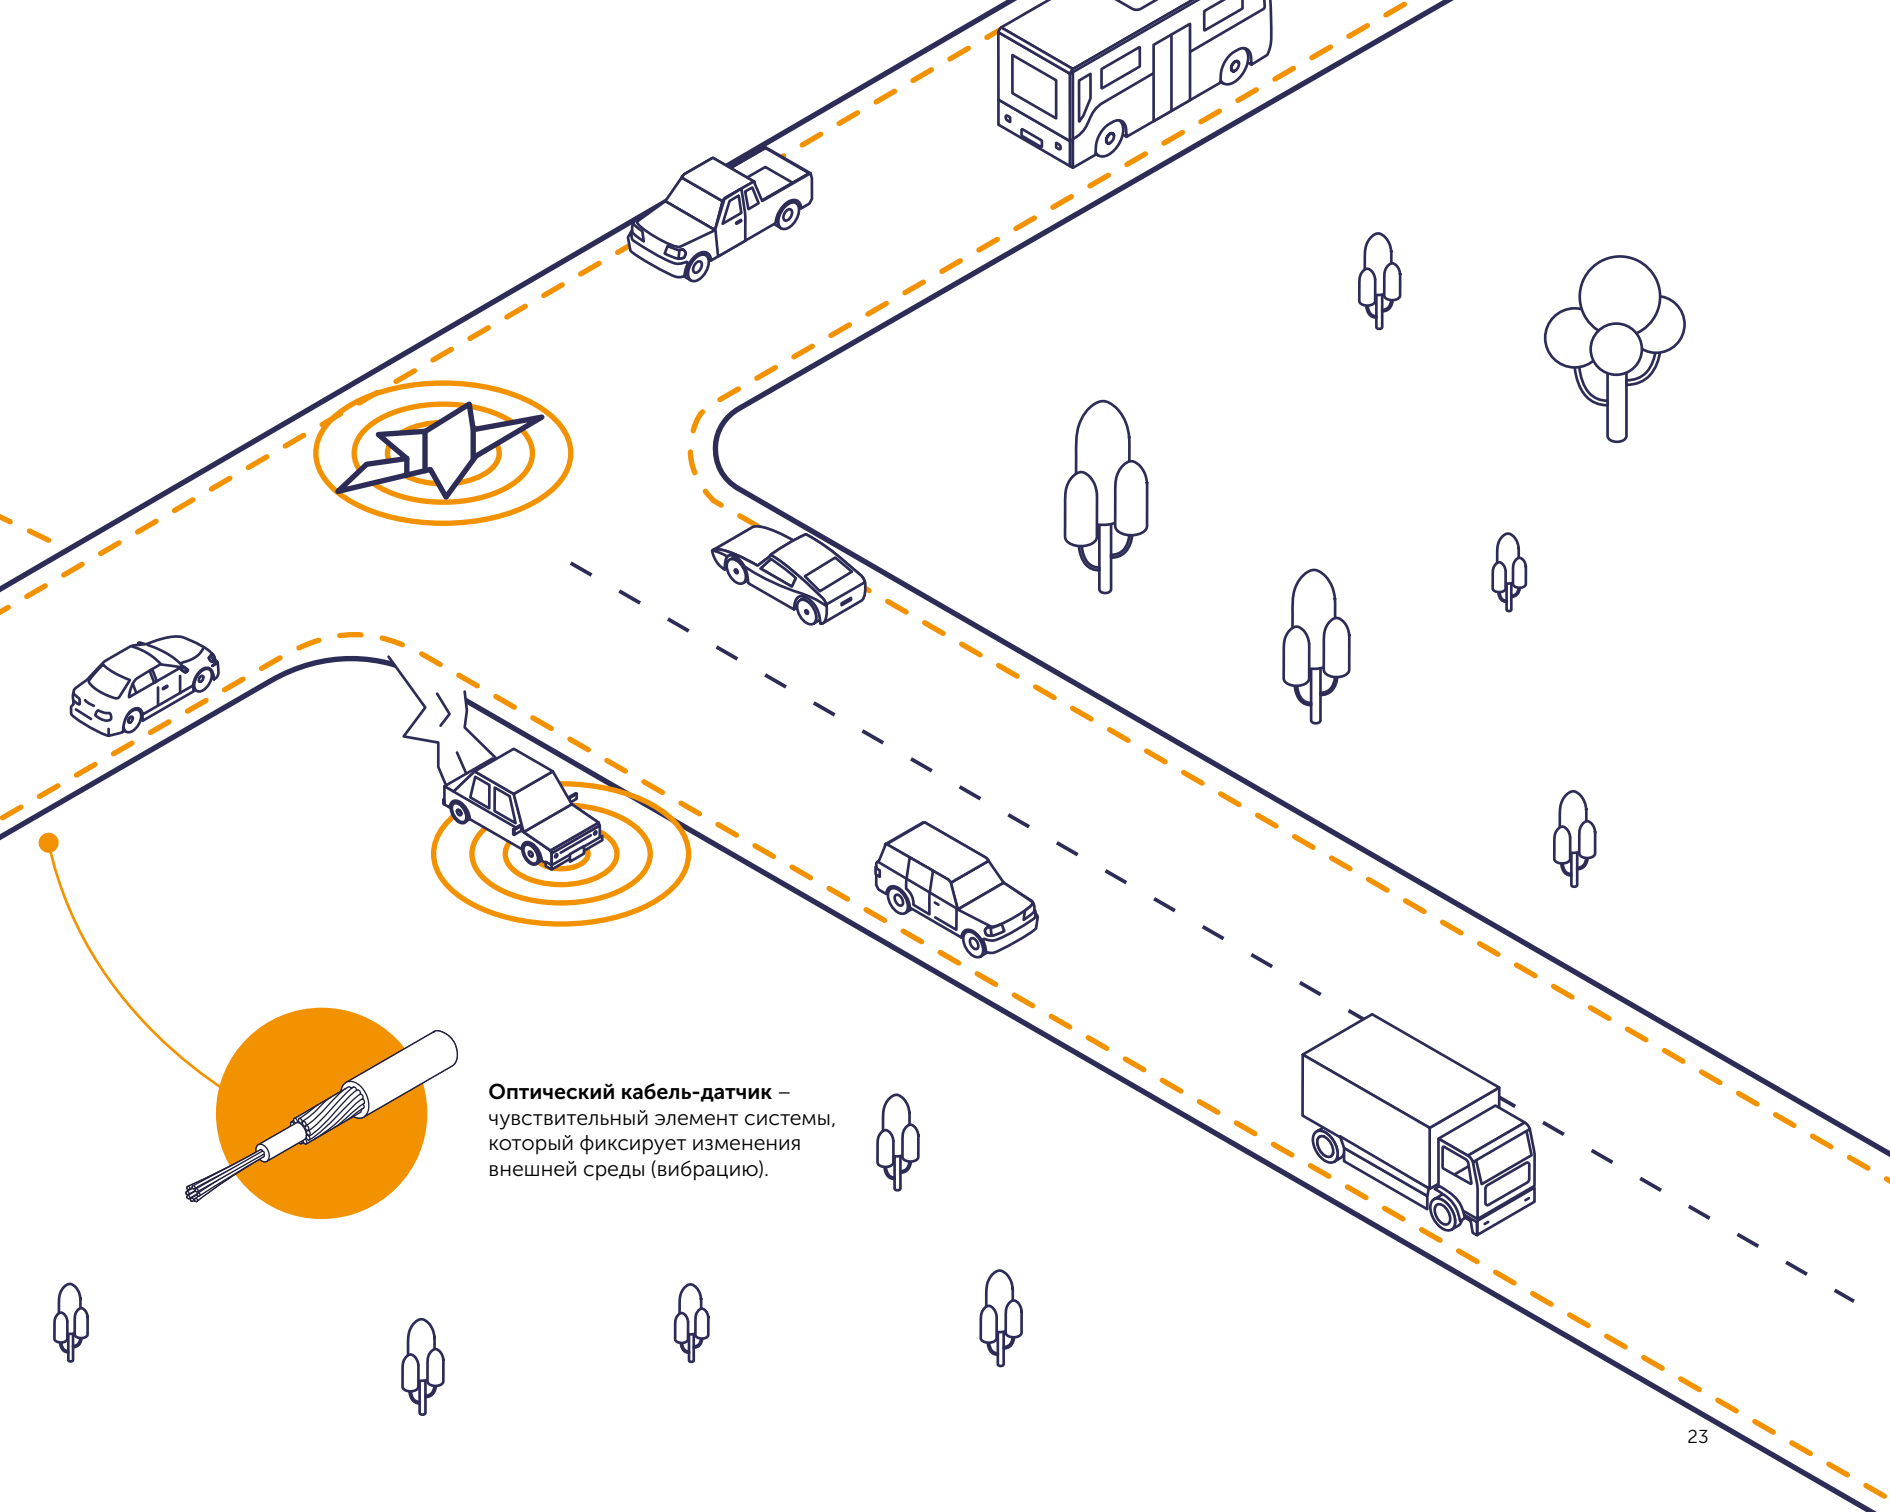 Оптический кабель-датчик –
чувствительный элемент системы,
который фиксирует изменения
внешней среды (вибрацию).
23